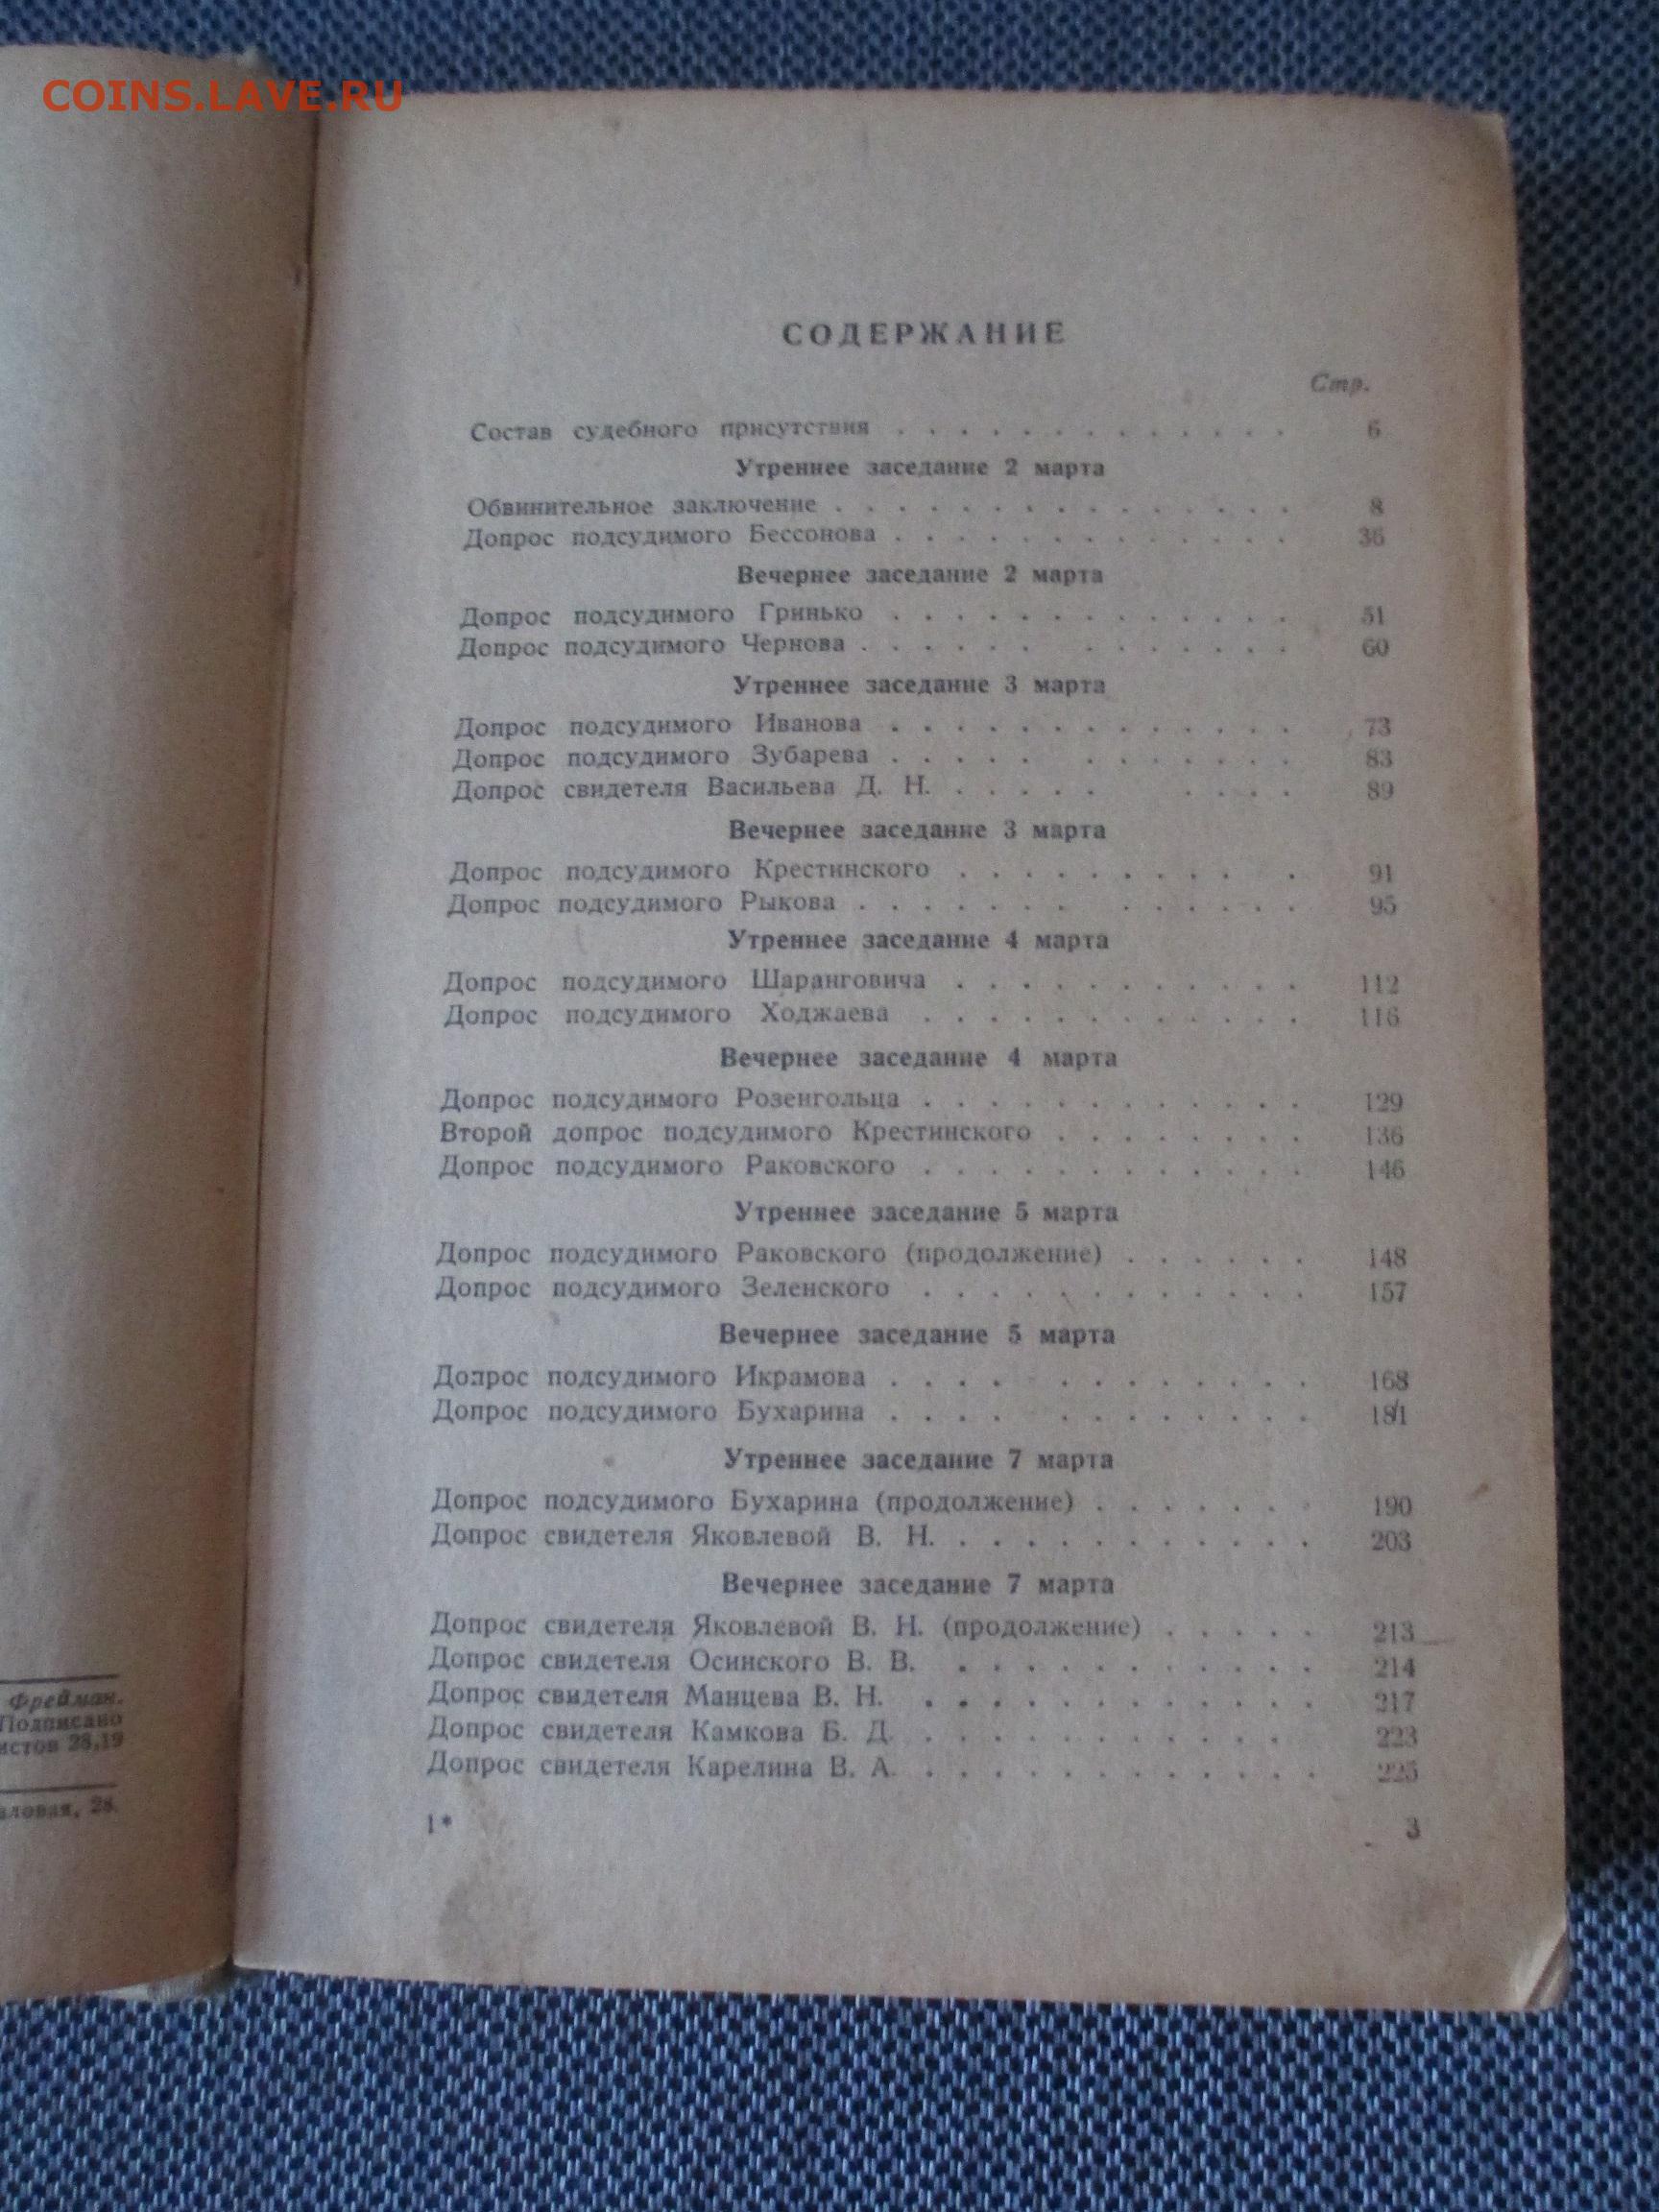 COINS.LAVE.RU
Фрейман.
Подписано
28,19
28.
СОДЕРЖАНИЕ
Стр.
Состав судебного присутствия . . . . . . . . . . . . . 6
Утреннее заседание 2 марта
Обвинительное заключение . . . . . . . . . . . . . . . 8
Допрос подсудимого Бессонова . . . . . . . . . . . . . 36
Вечернее заседание 2 марта
Допрос подсудимого Гринько . . . . . . . . . . . . . 51
Допрос подсудимого Чернова . . . . . . . . . . . . . 60
Утреннее заседание 3 марта
Допрос подсудимого Иванова . . . . . . . . . . . . . 73
Допрос подсудимого Зубарева . . . . . . . . . . . . 83
Допрос свидетеля Васильева Д. Н. . . . . . . . . . 89
Вечернее заседание 3 марта
Допрос подсудимого Крестинского . . . . . . . . . . 91
Допрос подсудимого Рыкова . . . . . . . . . . . . . 95
Утреннее заседание 4 марта
Допрос подсудимого Шаранговича . . . . . . . . . . . 112
Допрос подсудимого Ходжаева . . . . . . . . . . . . 116
Вечернее заседание 4 марта
Допрос подсудимого Розенгольца . . . . . . . . . . . . 129
Второй допрос подсудимого Крестинского . . . . . . . . 136
Допрос подсудимого Раковского . . . . . . . . . . . . 146
Утреннее заседание 5 марта
Допрос подсудимого Раковского (продолжение) . . . . . . 148
Допрос подсудимого Зеленского . . . . . . . . . . . . 157
Вечернее заседание 5 марта
Допрос подсудимого Икрамова . . . . . . . . . . . . 168
Допрос подсудимого Бухарина . . . . . . . . . . . . 181
Утреннее заседание 7 марта
Допрос подсудимого Бухарина (продолжение) . . . . . . . 190
Допрос свидетеля Яковлевой В. Н. . . . . . . . . . . . 203
Вечернее заседание 7 марта
Допрос свидетеля Яковлевой В. Н. (продолжение) . . . . . 213
Допрос свидетеля Осинского В. В. . . . . . . . . . . . 214
Допрос свидетеля Манцева В. Н. . . . . . . . . . . . . 217
Допрос свидетеля Камкова Б. Д. . . . . . . . . . . . . 223
Допрос свидетеля Карелина В. А. . . . . . . . . . . . . 225
1*
3